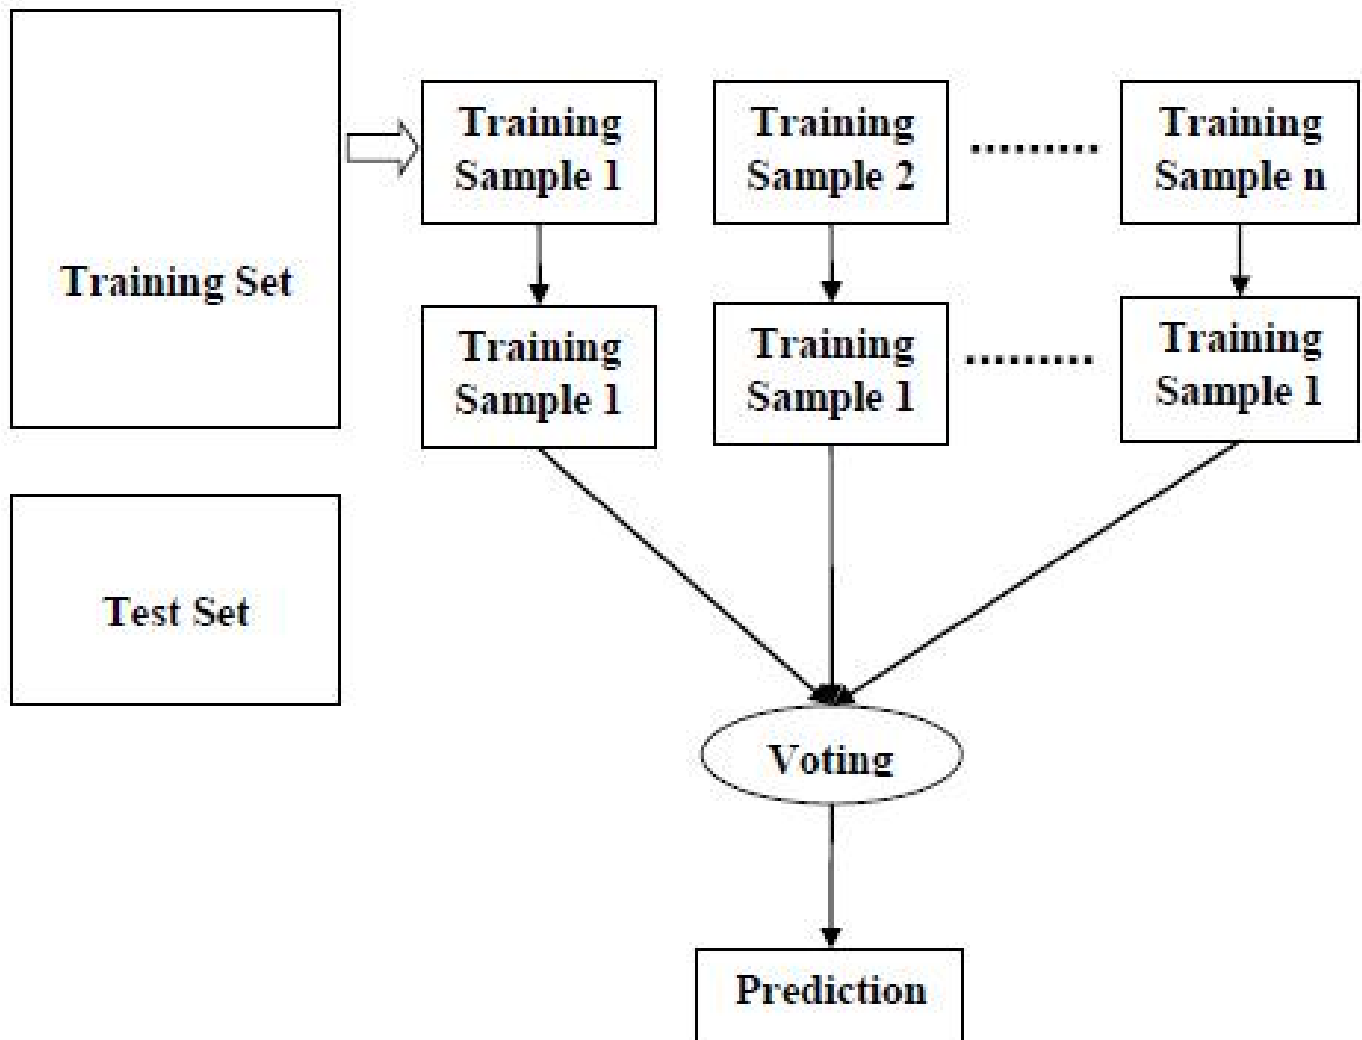 Training
Sample 1
Training
Sample 2
Training
Sample n
Training Set
Training
Sample 1
Training
Sample 1
Training
Sample 1
Test Set
Voting
Prediction